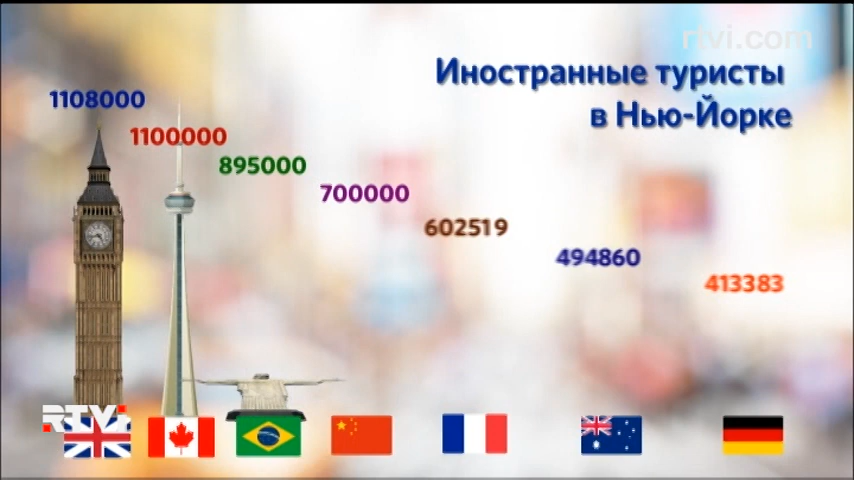 rtvi.com
Иностранные туристы
в Нью-Йорке
1108000
1100000
895000
700000
602519
494860
413383
RTVi